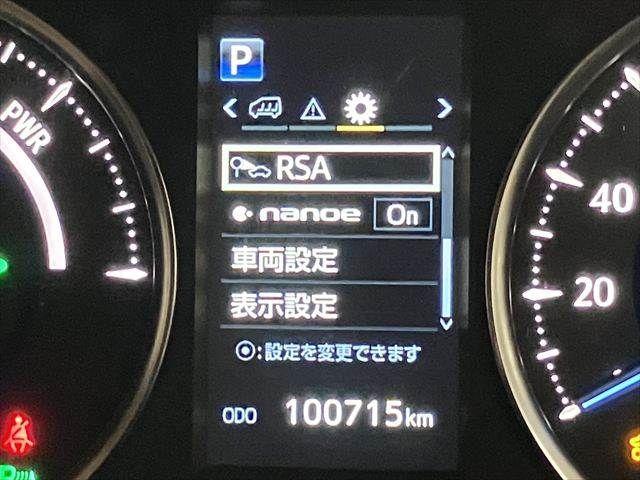 P
PWR
RSA
nanoe On
車両設定
表示設定
:設定を変更できます
ODO 100715km
40
20
P